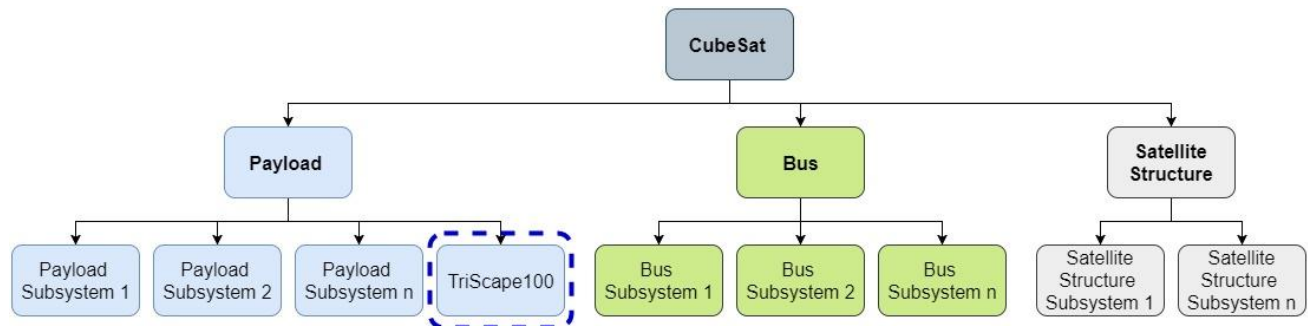 CubeSat
Payload
Bus
Satellite
Structure
Payload
Subsystem 1
Payload
Subsystem 2
Payload
Subsystem n
TriScape100
Bus
Subsystem 1
Bus
Subsystem 2
Bus
Subsystem n
Satellite
Structure
Subsystem 1
Satellite
Structure
Subsystem n